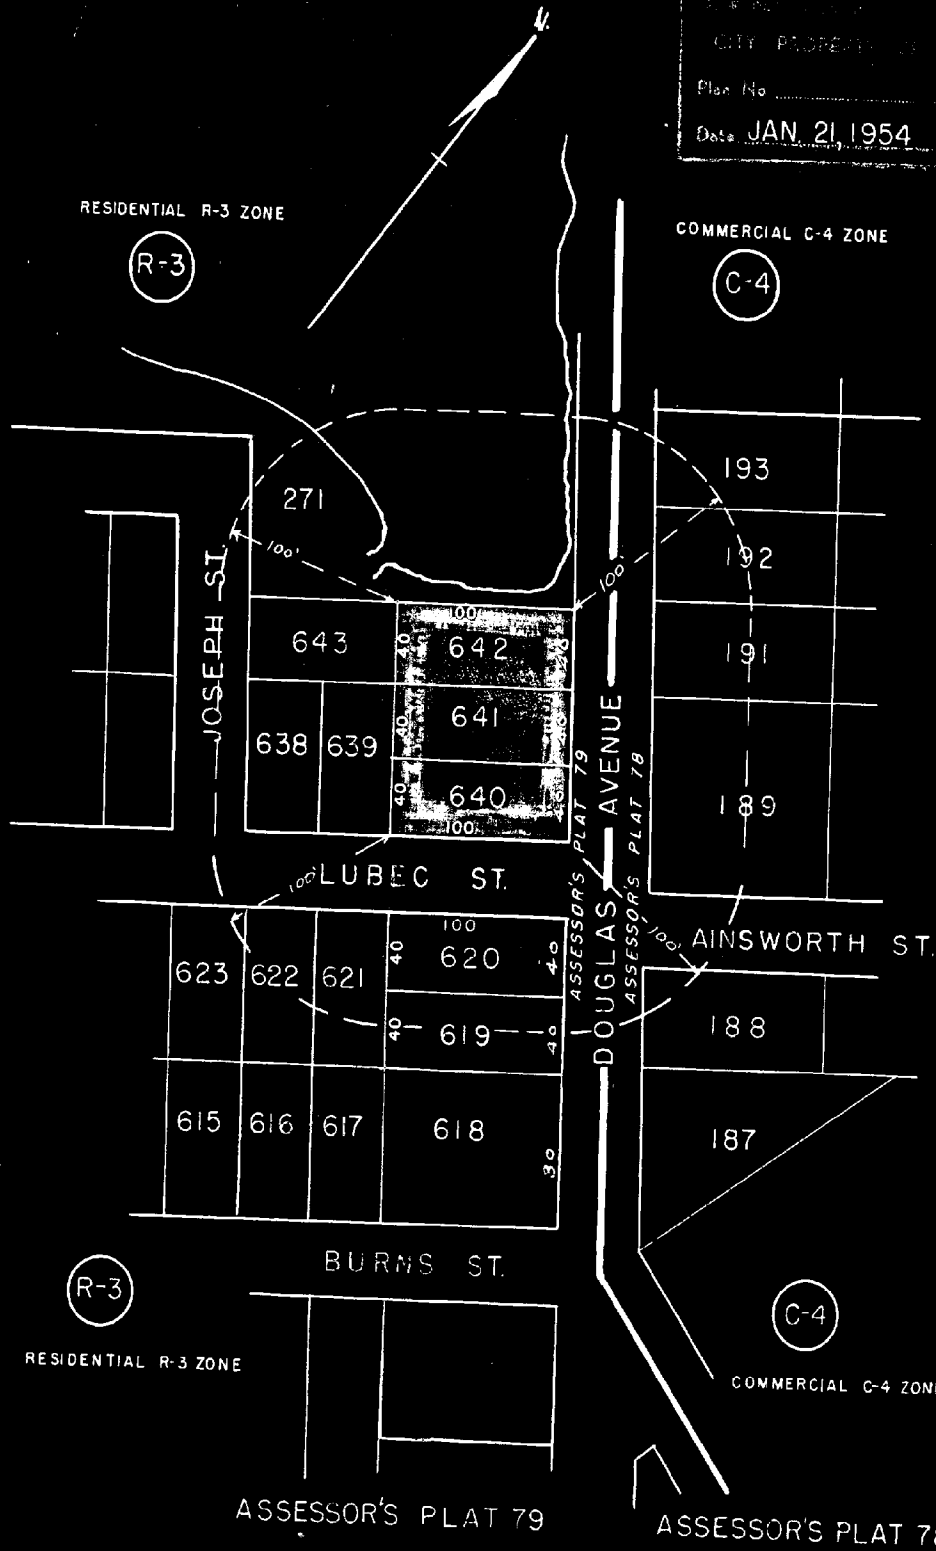 N.
CITY PROPERTY
Plan No
Date JAN. 21, 1954
RESIDENTIAL R-3 ZONE
R-3
COMMERCIAL C-4 ZONE
C-4
193
271
192
100'
100'
JOSEPH ST.
100
643
40
642
191
40
641
638
639
DOUGLAS AVENUE
ASSESSOR'S PLAT 79
ASSESSOR'S PLAT 78
40
640
40
189
100
100'
LUBEC ST.
100'
AINSWORTH ST.
100
623
622
621
40
620
40
40
619
40
188
615
616
617
618
30
187
BURNS ST.
R-3
RESIDENTIAL R-3 ZONE
C-4
COMMERCIAL C-4 ZONE
ASSESSOR'S PLAT 79
ASSESSOR'S PLAT 78